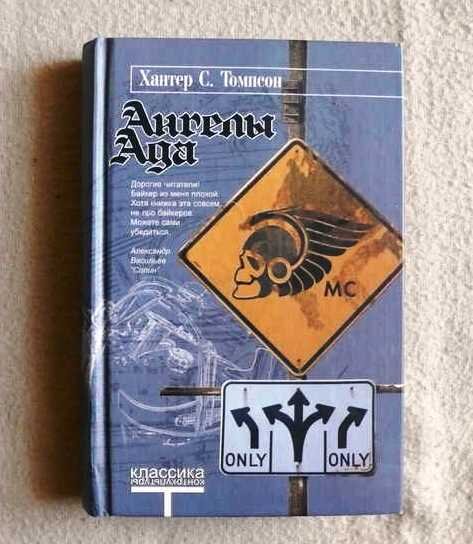 Хантер С. Томпсон
Ангелы
Ада
Дорогие читатели!
Байкер из меня плохой.
Хотя книжка эта совсем
не про байкеров.
Можете сами
убедиться.
Александр
Васильев
"Сплин"
MC
ONLY
ONLY
классика
контркультуры